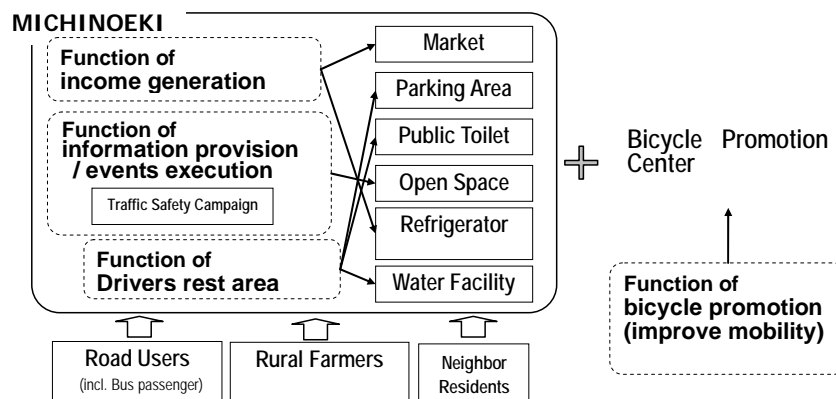 MICHINOEKI
Function of
income generation
Function of
information provision
/ events execution
Traffic Safety Campaign
Function of
Drivers rest area
Market
Parking Area
Public Toilet
Open Space
Refrigerator
Water Facility
Bicycle Promotion
Center
Function of
bicycle promotion
(improve mobility)
Road Users
(incl. Bus passenger)
Rural Farmers
Neighbor
Residents